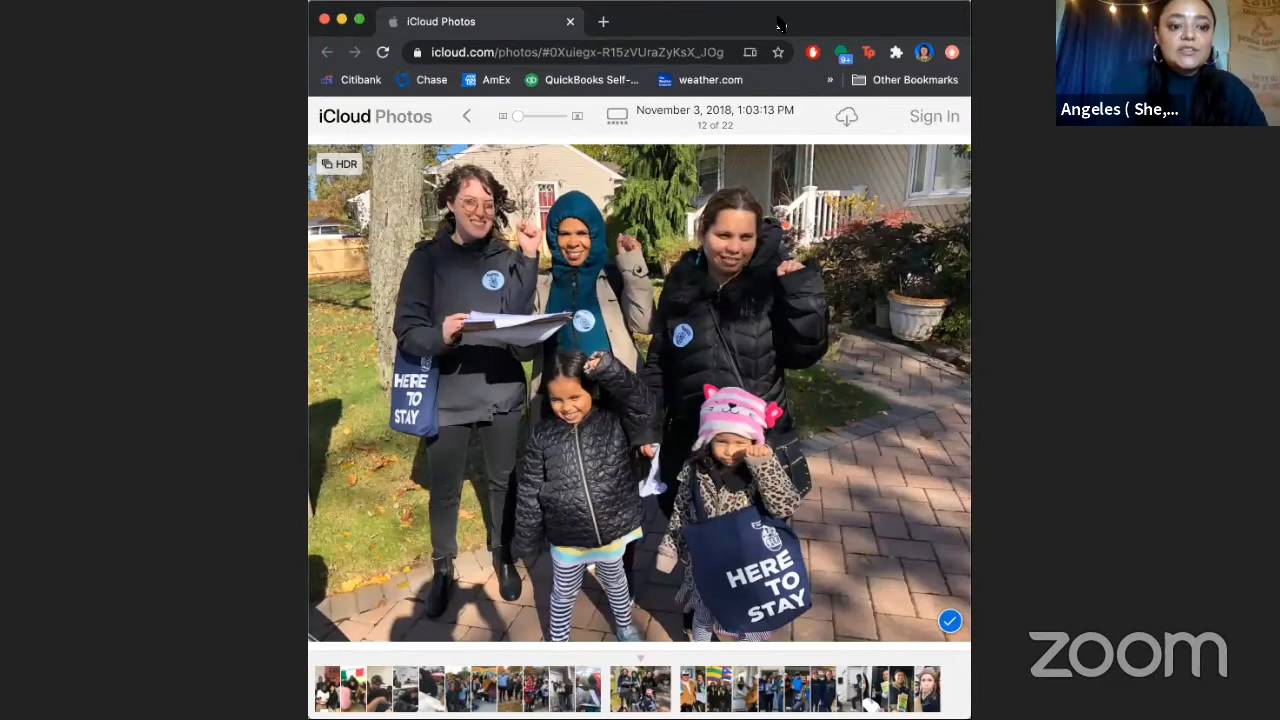 iCloud Photos
icloud.com/photos/#0Xuiegx-R15zVUraZyKsX_JOg
9+
Tp
Citibank
Chase
AmEx
QuickBooks Self-...
weather.com
»
Other Bookmarks
iCloud Photos
November 3, 2018, 1:03:13 PM
12 of 22
Sign In
HDR
HERE
TO
STAY
HERE
TO
STAY
Angeles ( She,...
zoom